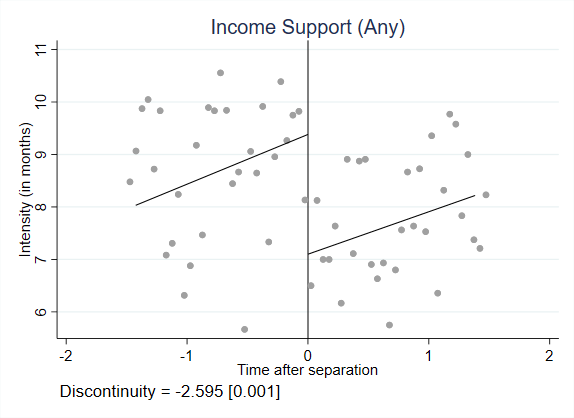 Income Support (Any)
Intensity (in months)
11
10
9
8
7
6
-2 -1 0 1 2
Time after separation
Discontinuity = -2.595 [0.001]